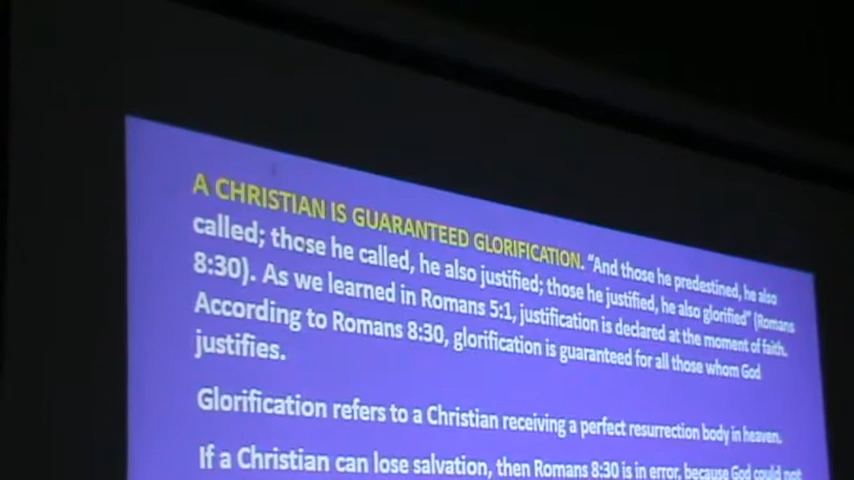 A CHRISTIAN IS GUARANTEED GLORIFICATION. “And those he predestined, he also
called; those he called, he also justified; those he justified, he also glorified” (Romans
8:30). As we learned in Romans 5:1, justification is declared at the moment of faith.
According to Romans 8:30, glorification is guaranteed for all those whom God
justifies.
Glorification refers to a Christian receiving a perfect resurrection body in heaven.
If a Christian can lose salvation, then Romans 8:30 is in error, because God could not